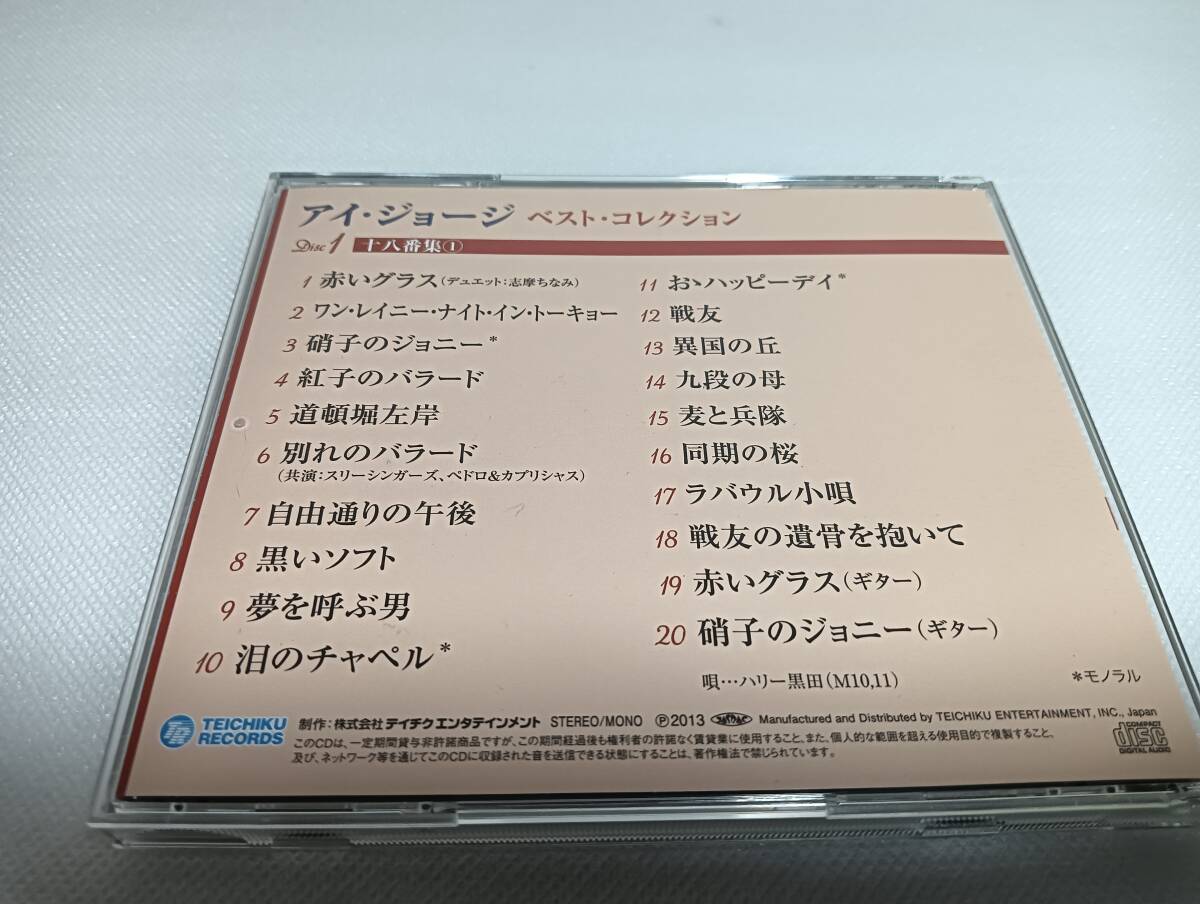 アイ・ジョージ ベスト・コレクション
Disc 1 十八番集①
1 赤いグラス(デュエット:志摩ちなみ)
2 ワン・レイニー・ナイト・イン・トーキョー
3 硝子のジョニー*
4 紅子のバラード
5 道頓堀左岸
6 別れのバラード
(共演:スリーシンガーズ、ペドロ&カプリシャス)
7 自由通りの午後
8 黒いソフト
9 夢を呼ぶ男
10 泪のチャペル*
11 おゝハッピーデイ*
12 戦友
13 異国の丘
14 九段の母
15 麦と兵隊
16 同期の桜
17 ラバウル小唄
18 戦友の遺骨を抱いて
19 赤いグラス(ギター)
20 硝子のジョニー(ギター)
唄…ハリー黒田(M10,11)
*モノラル
TEICHIKU RECORDS
制作:株式会社テイチクエンタテインメント STEREO/MONO Ⓟ2013 JASRAC Manufactured and Distributed by TEICHIKU ENTERTAINMENT, INC., Japan
このCDは、一定期間貸与非許諾商品ですが、この期間経過後も権利者の許諾なく賃貸業に使用すること、また、個人的な範囲を超える使用目的で複製すること、
及び、ネットワーク等を通じてこのCDに収録された音を送信できる状態にすることは、著作権法で禁じられています。
COMPACT disc DIGITAL AUDIO